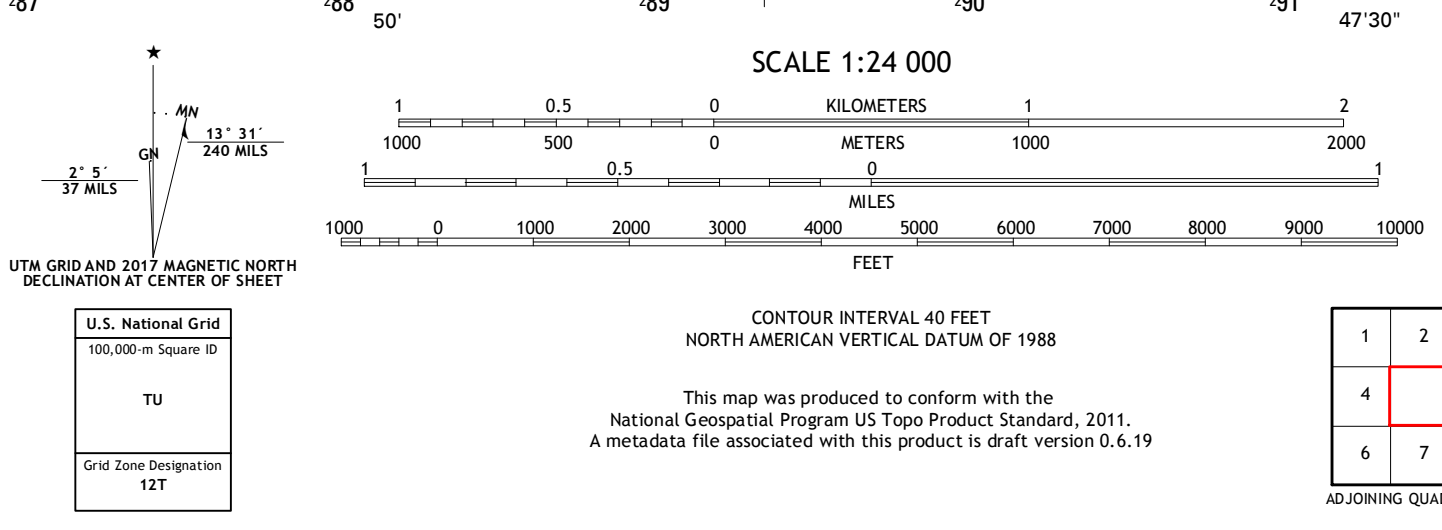 ²87 ²88 ²89 ²90 ²91
50' 47'30"
SCALE 1:24 000
MN
13° 31´
240 MILS
GN
2° 5´
37 MILS
UTM GRID AND 2017 MAGNETIC NORTH
DECLINATION AT CENTER OF SHEET
1 0.5 0 KILOMETERS 1 2
1000 500 0 METERS 1000 2000
1 0.5 0 1
MILES
1000 0 1000 2000 3000 4000 5000 6000 7000 8000 9000 10000
FEET
U.S. National Grid
100,000-m Square ID
TU
Grid Zone Designation
12T
CONTOUR INTERVAL 40 FEET
NORTH AMERICAN VERTICAL DATUM OF 1988
This map was produced to conform with the
National Geospatial Program US Topo Product Standard, 2011.
A metadata file associated with this product is draft version 0.6.19
1 2
4
6 7
ADJOINING